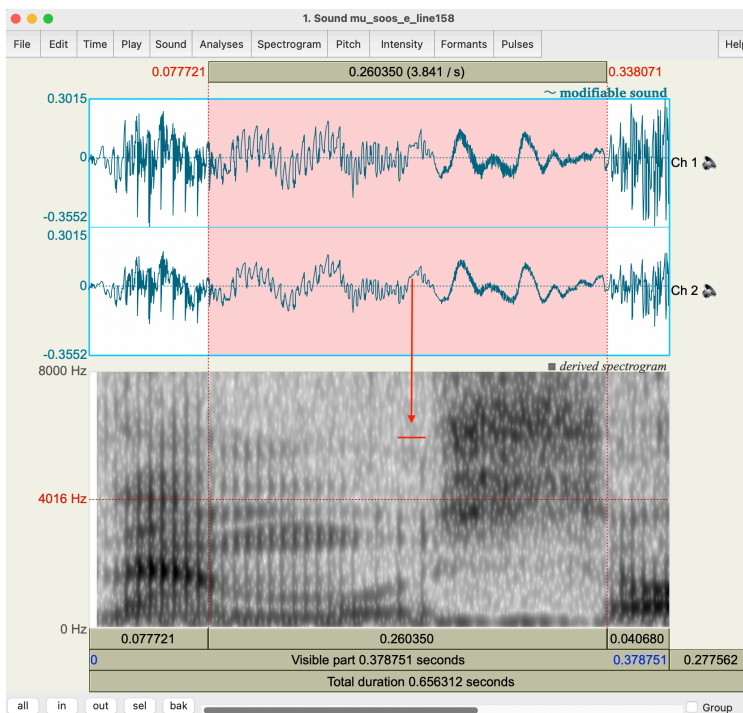 1. Sound mu_soos_e_line158
File Edit Time Play Sound Analyses Spectrogram Pitch Intensity Formants Pulses Help
0.077721 0.260350 (3.841 / s) 0.338071
~ modifiable sound
0.3015
0
Ch 1
-0.3552
0.3015
0
Ch 2
-0.3552
derived spectrogram
8000 Hz
4016 Hz
0 Hz
0.077721 0.260350 0.040680
0 Visible part 0.378751 seconds 0.378751 0.277562
Total duration 0.656312 seconds
all in out sel bak Group